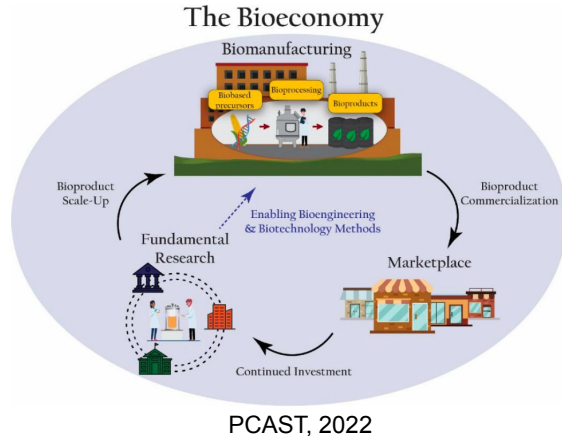 The Bioeconomy
Biomanufacturing
Bioprocessing
Biobased
precursors
Bioproducts
Bioproduct
Scale-Up
Bioproduct
Commercialization
Enabling Bioengineering
& Biotechnology Methods
Fundamental
Research
Marketplace
Continued Investment
PCAST, 2022